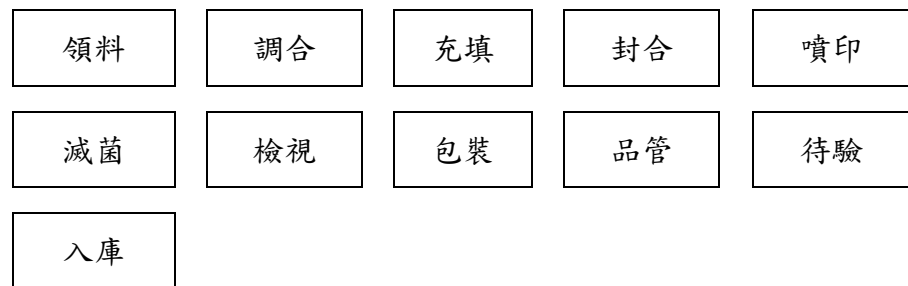 領料 調合 充填 封合 噴印
滅菌 檢視 包裝 品管 待驗
入庫